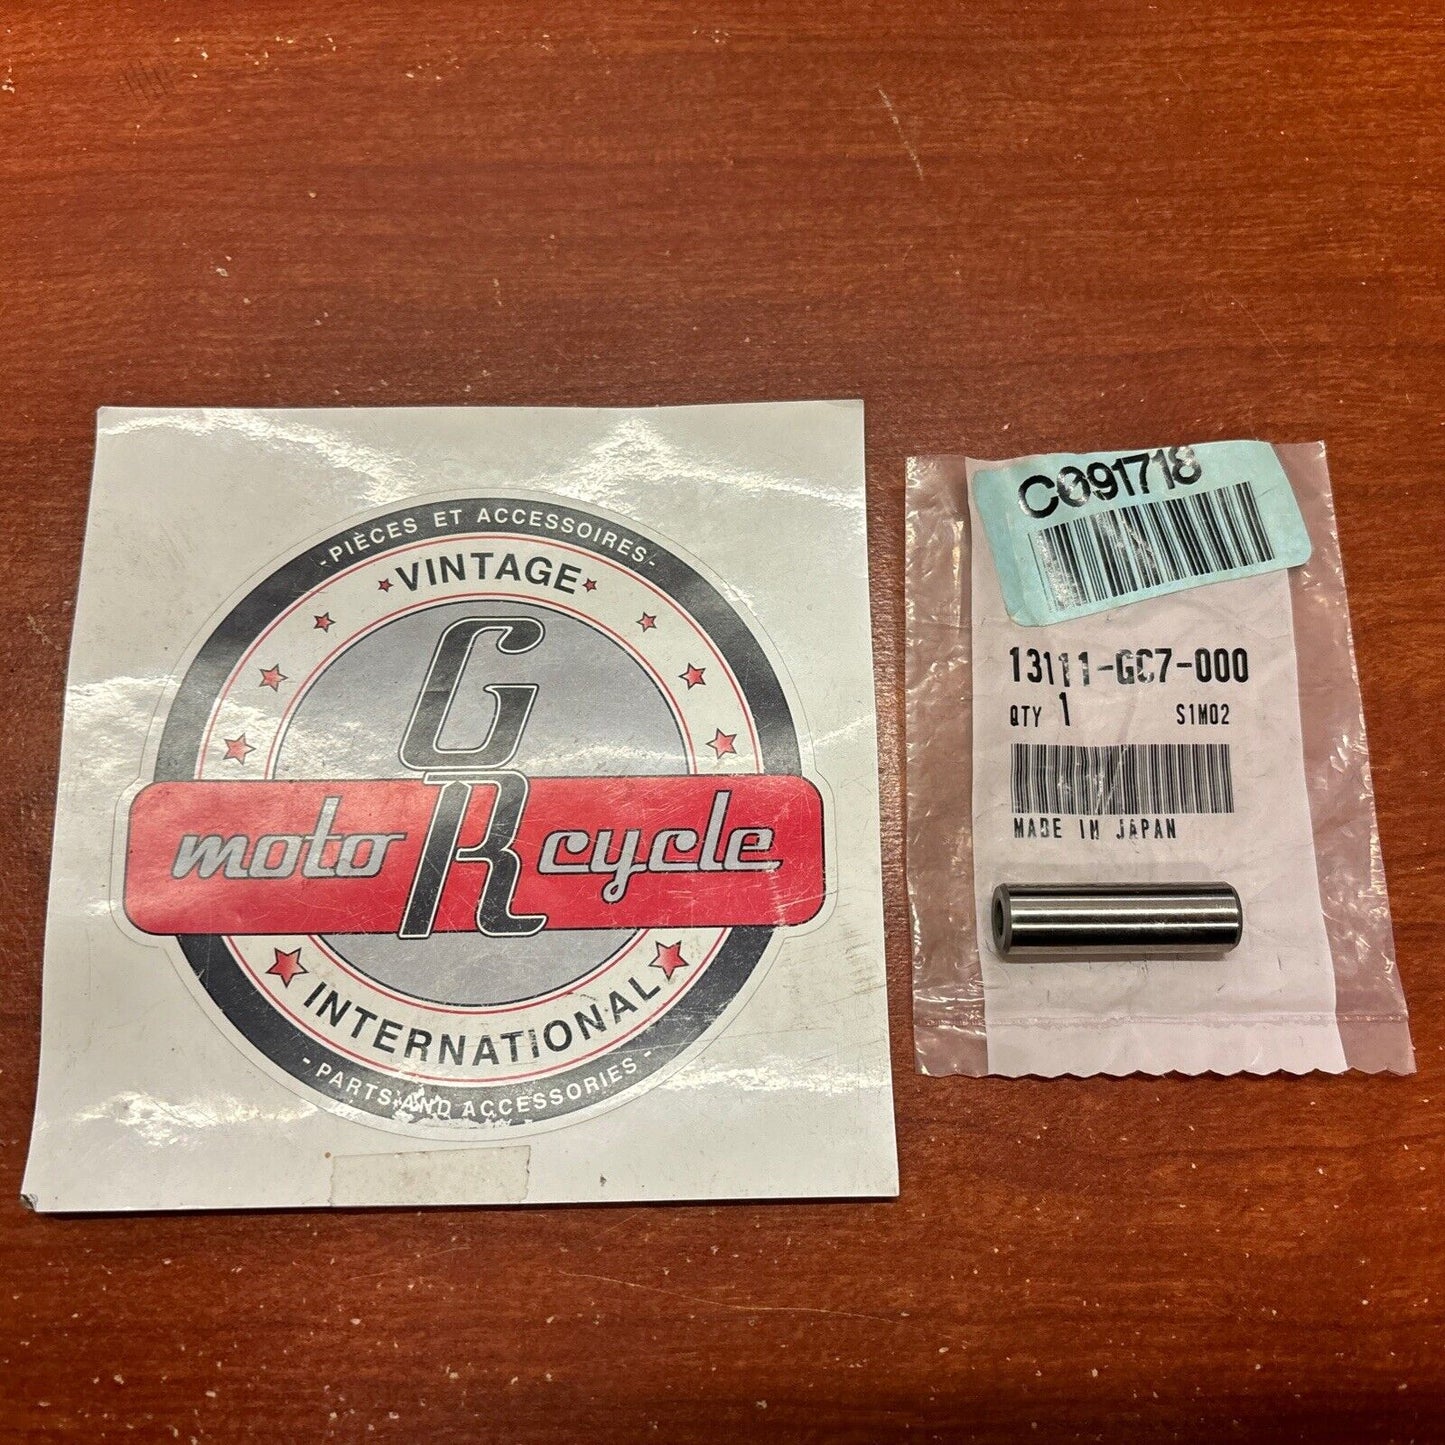 -PIÈCES ET ACCESSOIRES-
VINTAGE
GR
moto cycle
INTERNATIONAL
-PARTS AND ACCESSORIES-
C091718
13111-GC7-000
QTY 1 S1M02
MADE IN JAPAN